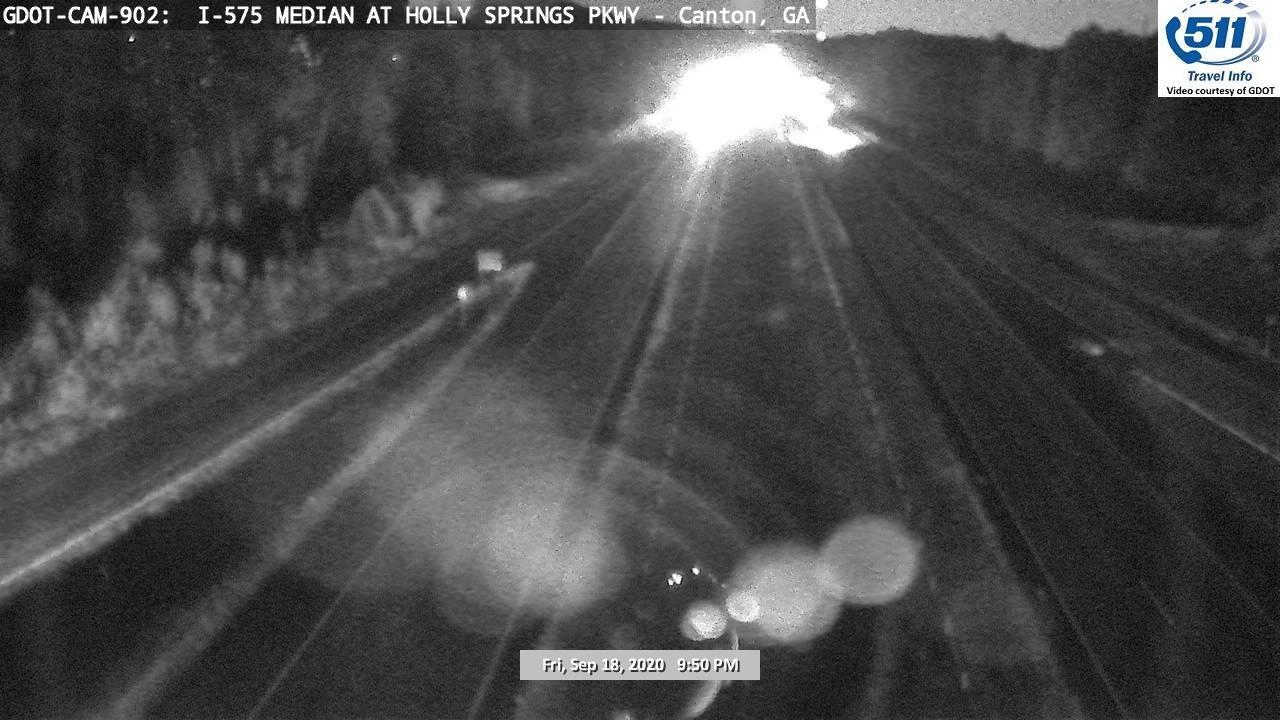 GDOT-CAM-902: I-575 MEDIAN AT HOLLY SPRINGS PKWY - Canton, GA
511
®
Travel Info
Video courtesy of GDOT
Fri, Sep 18, 2020 9:50 PM